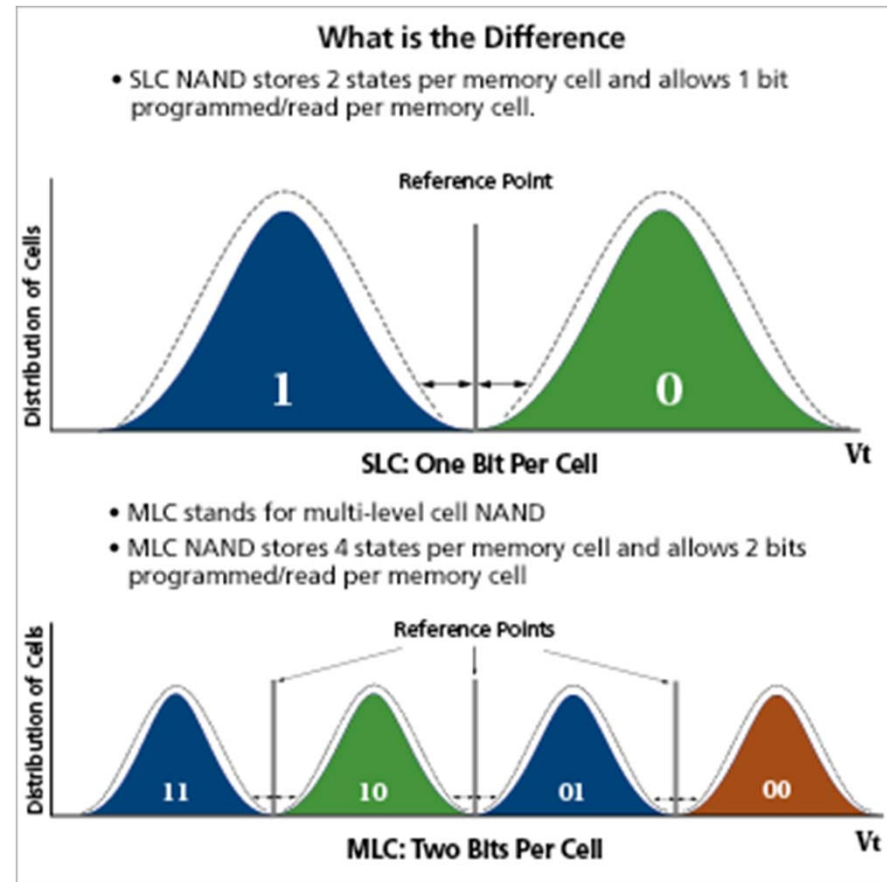 What is the Difference
• SLC NAND stores 2 states per memory cell and allows 1 bit
programmed/read per memory cell.
Reference Point
Distribution of Cells
1
0
Vt
SLC: One Bit Per Cell
• MLC stands for multi-level cell NAND
• MLC NAND stores 4 states per memory cell and allows 2 bits
programmed/read per memory cell
Reference Points
Distribution of Cells
11
10
01
00
Vt
MLC: Two Bits Per Cell